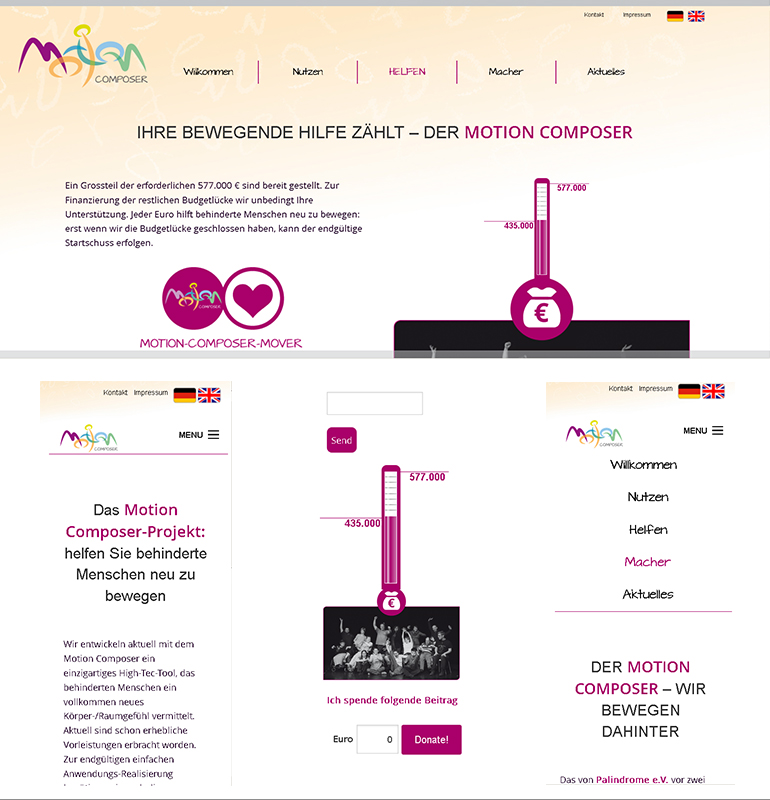 Kontakt Impressum
Motion
COMPOSER
Willkommen Nutzen HELFEN Macher Aktuelles
IHRE BEWEGENDE HILFE ZÄHLT – DER MOTION COMPOSER
Ein Grossteil der erforderlichen 577.000 € sind bereit gestellt. Zur
Finanzierung der restlichen Budgetlücke wir unbedingt Ihre
Unterstützung. Jeder Euro hilft behinderte Menschen neu zu bewegen:
erst wenn wir die Budgetlücke geschlossen haben, kann der endgültige
Startschuss erfolgen.
577.000
435.000
€
Motion
MOTION-COMPOSER-MOVER
Kontakt Impressum
Motion
COMPOSER
MENU
Das Motion
Composer-Projekt:
helfen Sie behinderte
Menschen neu zu
bewegen
Wir entwickeln aktuell mit dem
Motion Composer ein
einzigartiges High-Tec-Tool, das
behinderten Menschen ein
vollkommen neues
Körper-/Raumgefühl vermittelt.
Aktuell sind schon erhebliche
Vorleistungen erbracht worden.
Zur endgültigen einfachen
Anwendungs-Realisierung
Send
577.000
435.000
€
Ich spende folgende Beitrag
Euro 0 Donate!
Kontakt Impressum
Motion
COMPOSER
MENU
Willkommen
Nutzen
Helfen
Macher
Aktuelles
DER MOTION
COMPOSER – WIR
BEWEGEN
DAHINTER
Das von Palindrome e.V. vor zwei